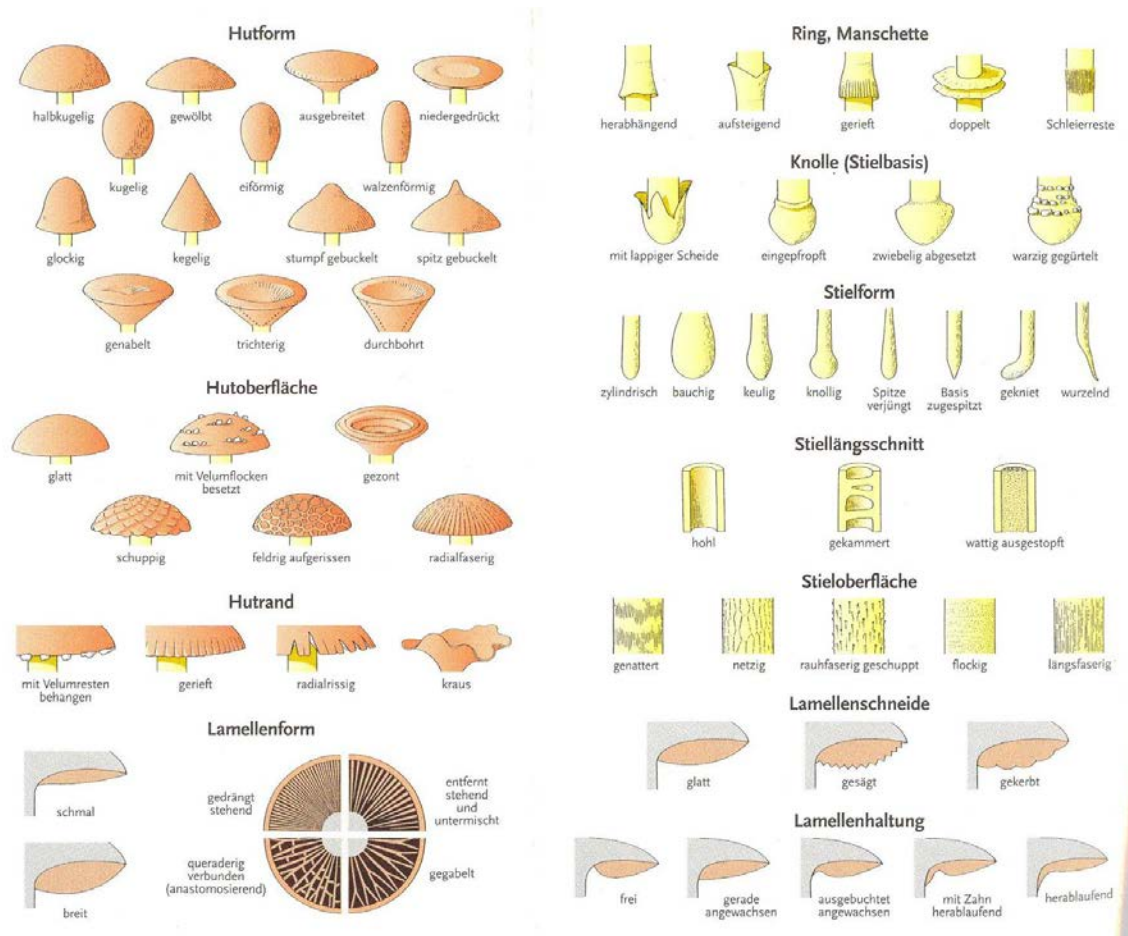 Hutform
halbkugelig
gewölbt
ausgebreitet
niedergedrückt
kugelig
eiförmig
walzenförmig
glockig
kegelig
stumpf gebuckelt
spitz gebuckelt
genabelt
trichterig
durchbohrt
Hutoberfläche
glatt
mit Velumflocken
besetzt
gezont
schuppig
feldrig aufgerissen
radialfaserig
Hutrand
mit Velumresten
behangen
gerieft
radialrissig
kraus
Lamellenform
schmal
breit
gedrängt
stehend
entfernt
stehend
und
untermischt
queraderig
verbunden
(anastomosierend)
gegabelt
Ring, Manschette
herabhängend
aufsteigend
gerieft
doppelt
Schleierreste
Knolle (Stielbasis)
mit lappiger Scheide
eingepfropft
zwiebelig abgesetzt
warzig gegürtelt
Stielform
zylindrisch
bauchig
keulig
knollig
Spitze
verjüngt
Basis
zugespitzt
gekniet
wurzelnd
Stiellängsschnitt
hohl
gekammert
wattig ausgestopft
Stieloberfläche
genattert
netzig
rauhfaserig geschuppt
flockig
längsfaserig
Lamellenschneide
glatt
gesägt
gekerbt
Lamellenhaltung
frei
gerade
angewachsen
ausgebuchtet
angewachsen
mit Zahn
herablaufend
herablaufend